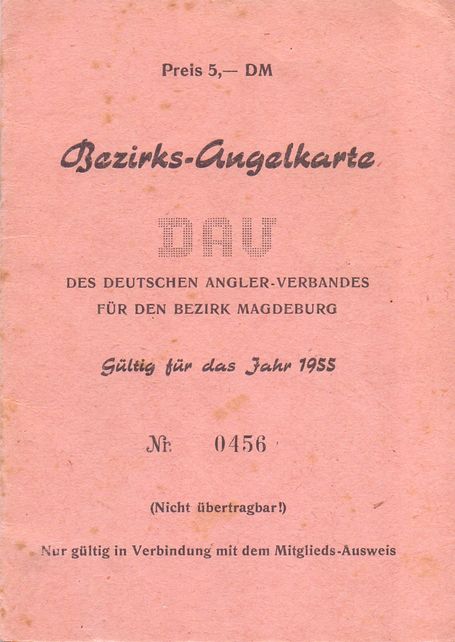 Preis 5,— DM
Bezirks-Angelkarte
DAV
DES DEUTSCHEN ANGLER-VERBANDES
FÜR DEN BEZIRK MAGDEBURG
Gültig für das Jahr 1955
Nr. 0456
(Nicht übertragbar!)
Nur gültig in Verbindung mit dem Mitglieds-Ausweis